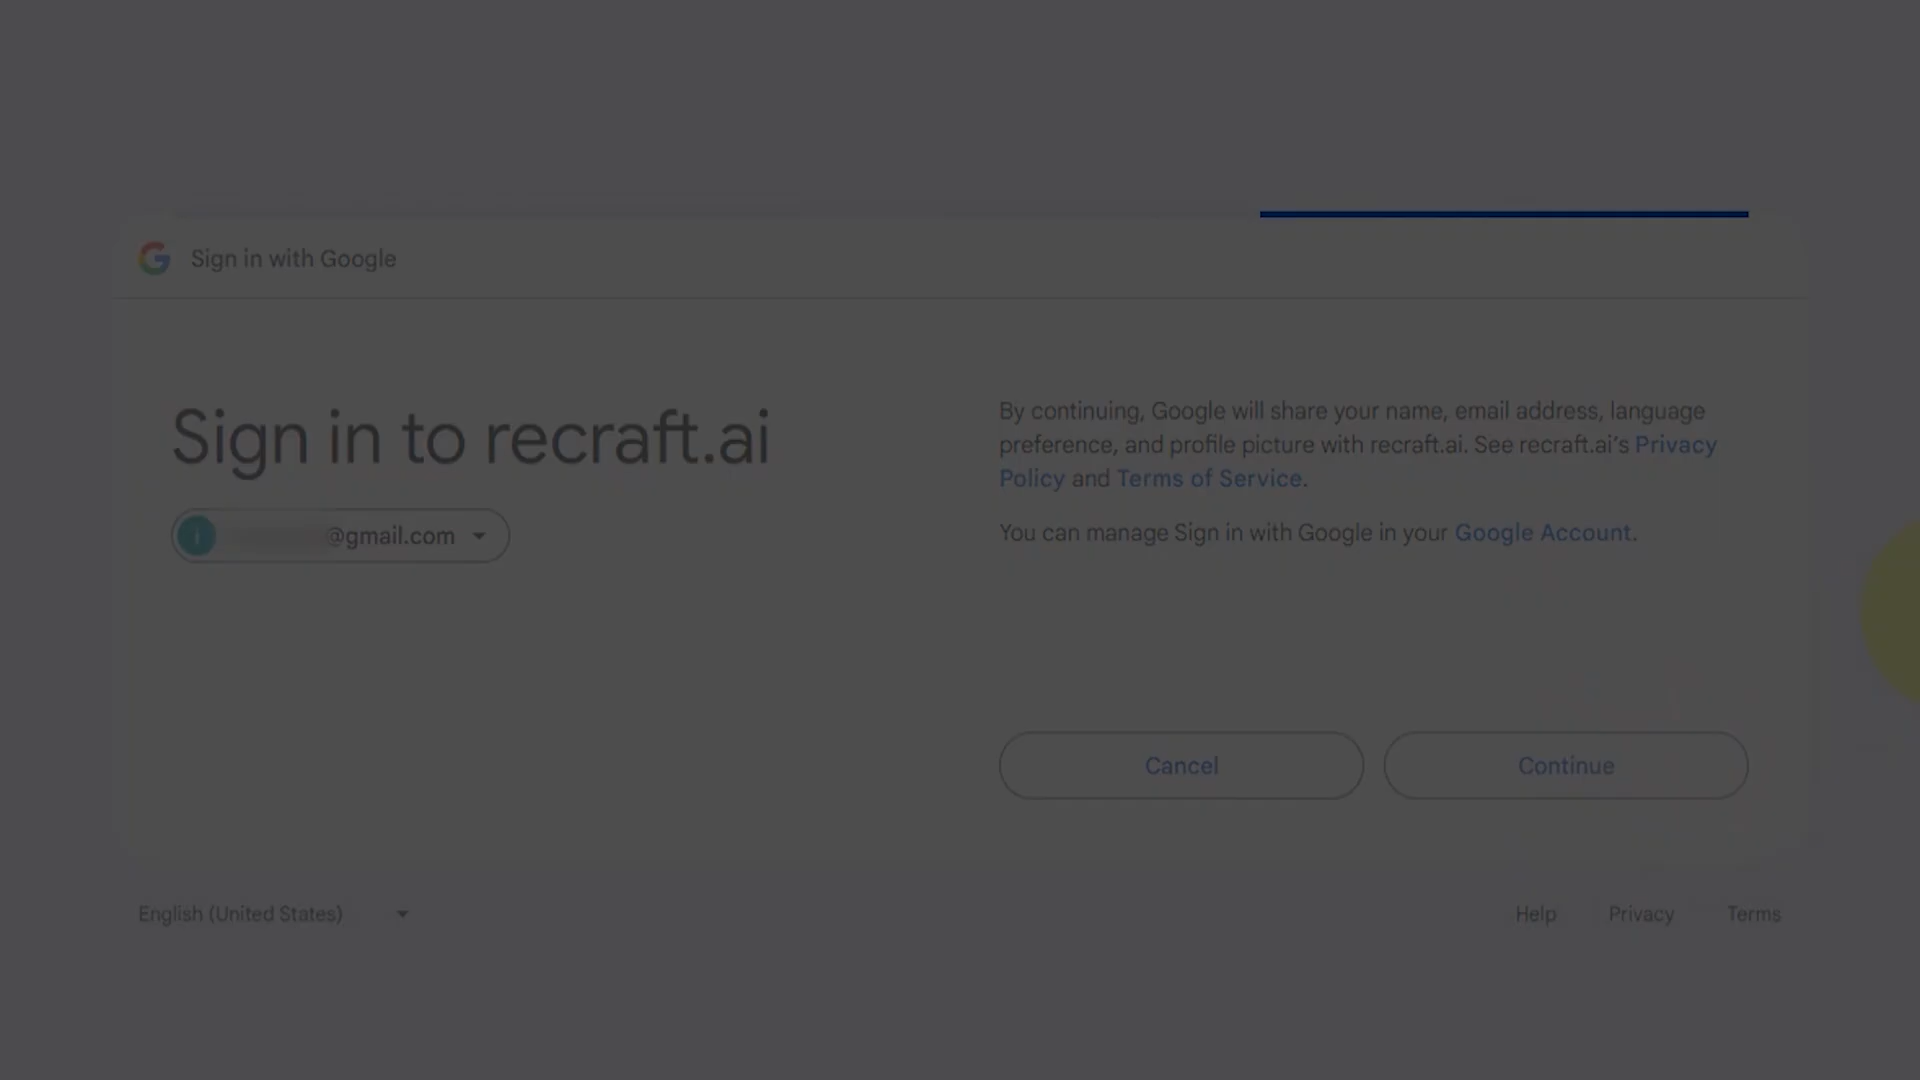 Sign in with Google
Sign in to recraft.ai
@gmail.com
By continuing, Google will share your name, email address, language
preference, and profile picture with recraft.ai. See recraft.ai’s Privacy
Policy and Terms of Service.
You can manage Sign in with Google in your Google Account.
Cancel
Continue
English (United States)
Help
Privacy
Terms